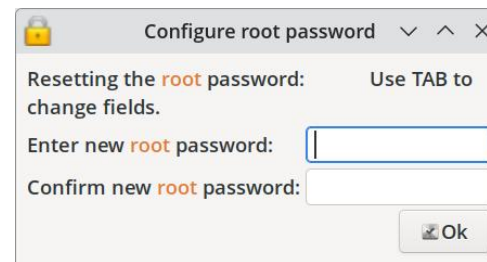 Configure root password
Resetting the root password: Use TAB to
change fields.
Enter new root password:
Confirm new root password:
Ok